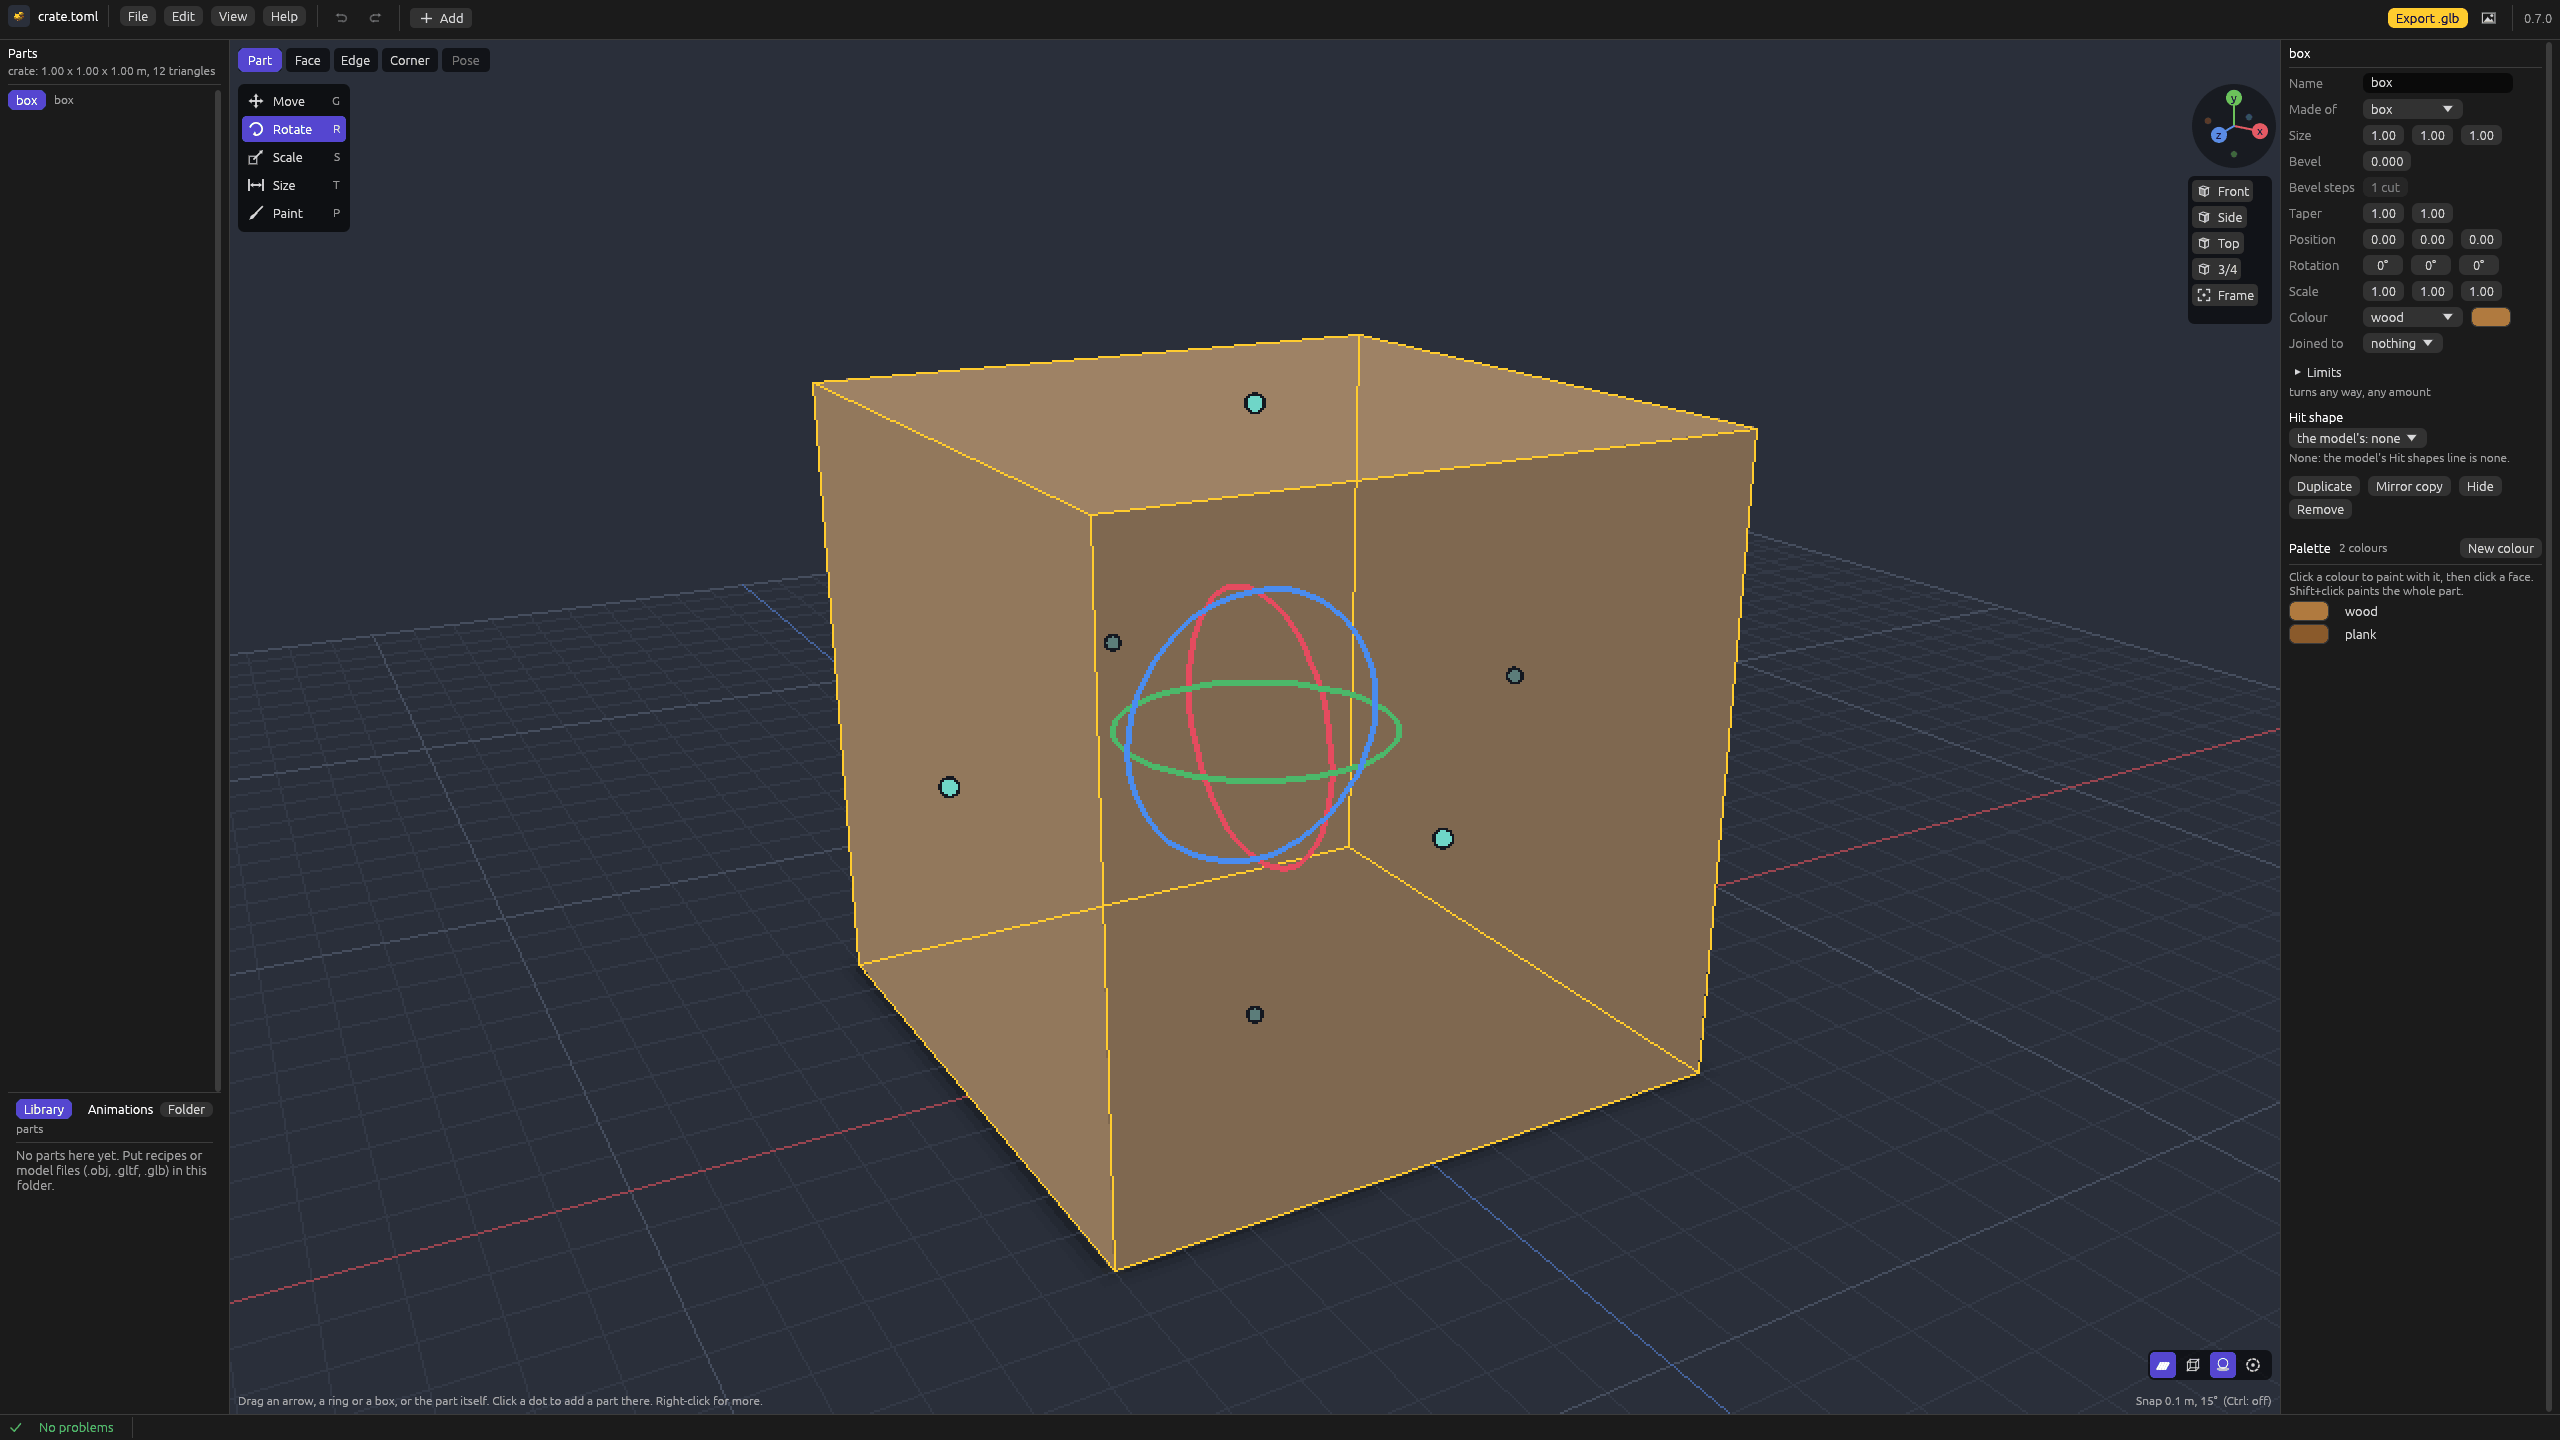 crate.toml File Edit View Help Add Export .glb 0.7.0
Parts
crate: 1.00 x 1.00 x 1.00 m, 12 triangles
box box
Part Face Edge Corner Pose
Move G
Rotate R
Scale S
Size T
Paint P
y
z x
Front
Side
Top
3/4
Frame
box
Name box
Made of box
Size 1.00 1.00 1.00
Bevel 0.000
Bevel steps 1 cut
Taper 1.00 1.00
Position 0.00 0.00 0.00
Rotation 0° 0° 0°
Scale 1.00 1.00 1.00
Colour wood
Joined to nothing
Limits
turns any way, any amount
Hit shape
the model's: none
None: the model's Hit shapes line is none.
Duplicate Mirror copy Hide
Remove
Palette 2 colours New colour
Click a colour to paint with it, then click a face.
Shift+click paints the whole part.
wood
plank
Library Animations Folder
parts
No parts here yet. Put recipes or
model files (.obj, .gltf, .glb) in this
folder.
Drag an arrow, a ring or a box, or the part itself. Click a dot to add a part there. Right-click for more.
Snap 0.1 m, 15° (Ctrl: off)
No problems